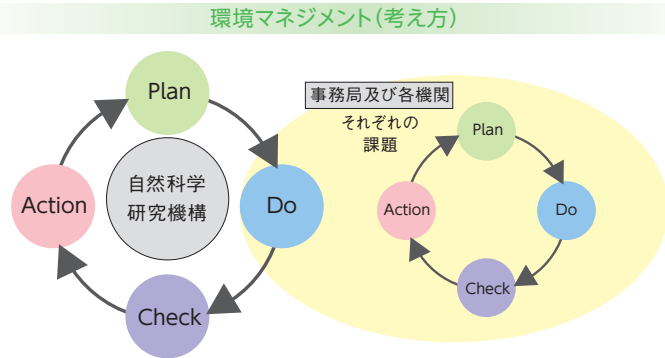 環境マネジメント（考え方）
Plan
Action
自然科学
研究機構
Do
Check
事務局及び各機関
それぞれの
課題
Plan
Action
Do
Check